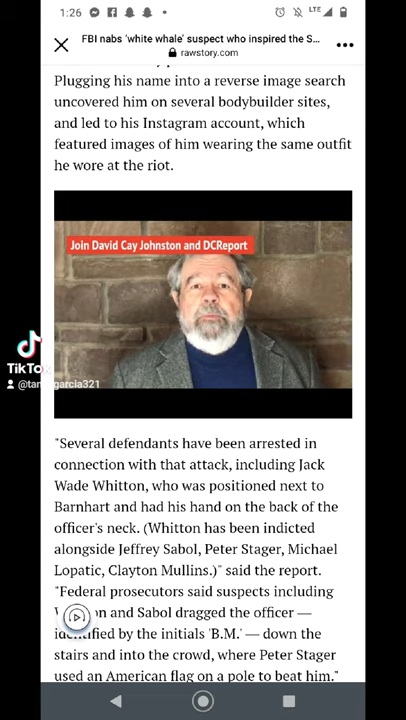 1:26
LTE
FBI nabs 'white whale' suspect who inspired the S...
rawstory.com
Plugging his name into a reverse image search
uncovered him on several bodybuilder sites,
and led to his Instagram account, which
featured images of him wearing the same outfit
he wore at the riot.
Join David Cay Johnston and DCReport
TikTok
"Several defendants have been arrested in
connection with that attack, including Jack
Wade Whitton, who was positioned next to
Barnhart and had his hand on the back of the
officer's neck. (Whitton has been indicted
alongside Jeffrey Sabol, Peter Stager, Michael
Lopatic, Clayton Mullins.)" said the report.
"Federal prosecutors said suspects including
and Sabol dragged the officer —
identified by the initials 'B.M.' — down the
stairs and into the crowd, where Peter Stager
used an American flag on a pole to beat him."